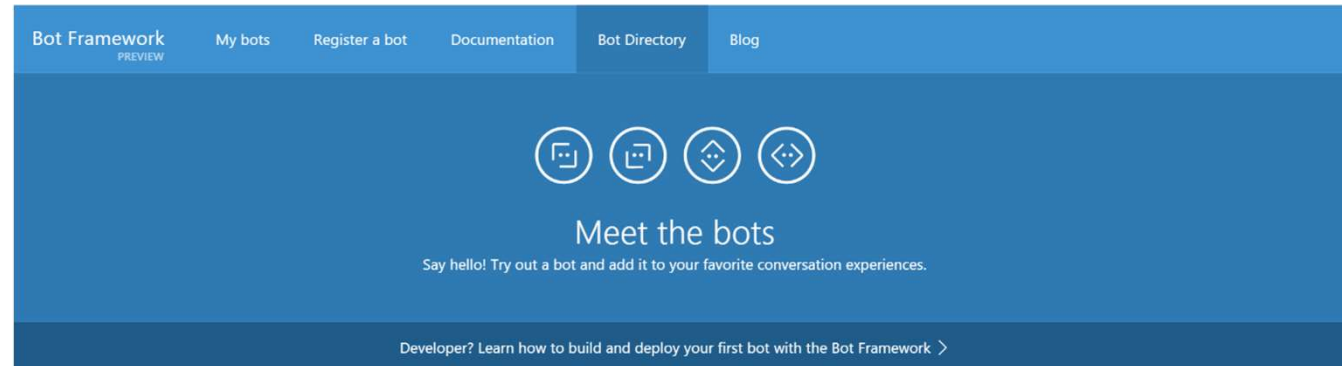 Bot Framework My bots Register a bot Documentation Bot Directory Blog
PREVIEW
Meet the bots
Say hello! Try out a bot and add it to your favorite conversation experiences.
Developer? Learn how to build and deploy your first bot with the Bot Framework >